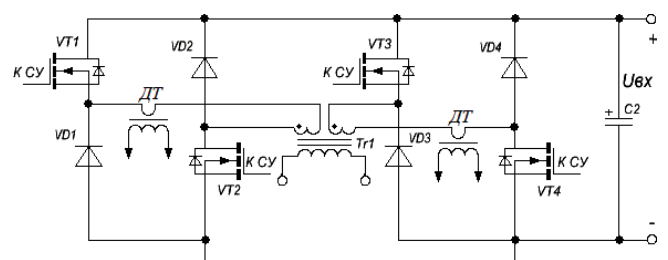 VT1
VD2
VT3
VD4
+
К СУ
ДТ
К СУ
ДТ
Uвх
+
C2
VD1
К СУ
Tr1
VD3
К СУ
VT2
VT4
-